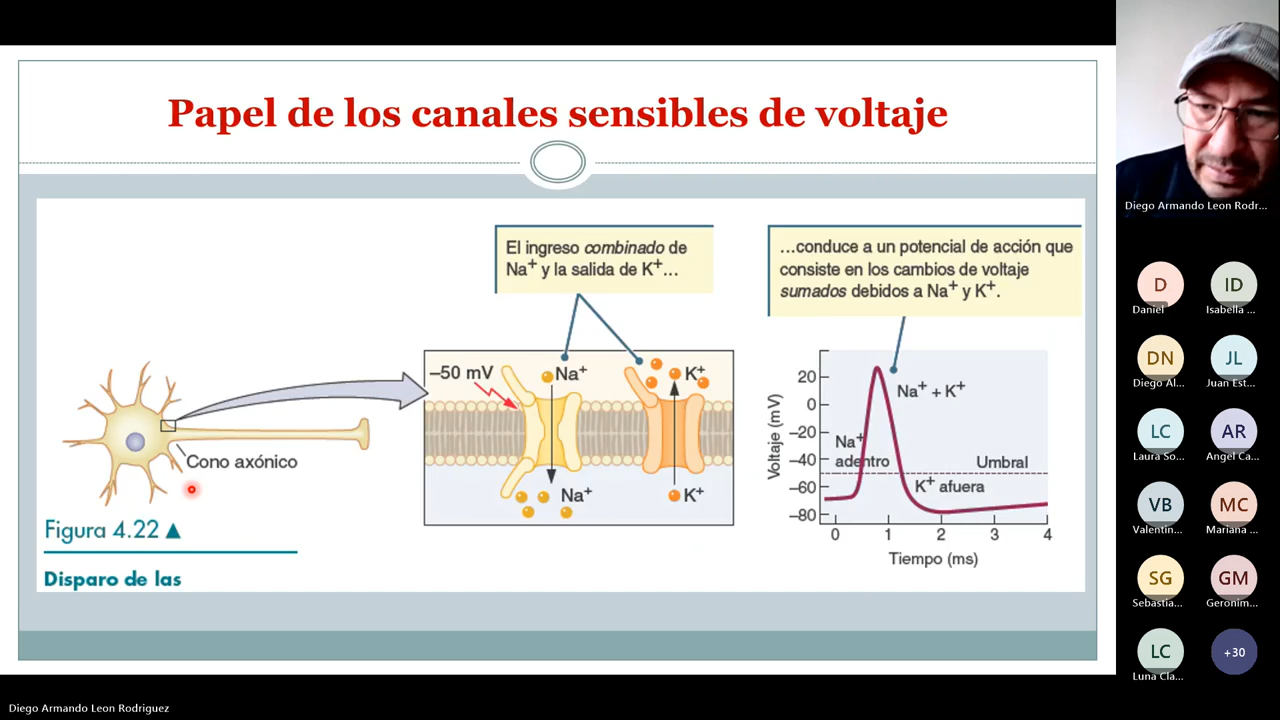 Papel de los canales sensibles de voltaje
El ingreso combinado de
Na⁺ y la salida de K⁺...
...conduce a un potencial de acción que
consiste en los cambios de voltaje
sumados debidos a Na⁺ y K⁺.
–50 mV
Na⁺
K⁺
Na⁺
K⁺
Cono axónico
Figura 4.22 ▲
Disparo de las
Voltaje (mV)
20
0
–20
–40
–60
–80
Na⁺ + K⁺
Na⁺
adentro
Umbral
K⁺ afuera
0 1 2 3 4
Tiempo (ms)
Diego Armando Leon Rodr...
D
Daniel
ID
Isabella ...
DN
Diego Al...
JL
Juan Est...
LC
Laura So...
AR
Angel Ca...
VB
Valentin...
MC
Mariana ...
SG
Sebastia...
GM
Geronim...
LC
Luna Cla...
+30
Diego Armando Leon Rodriguez